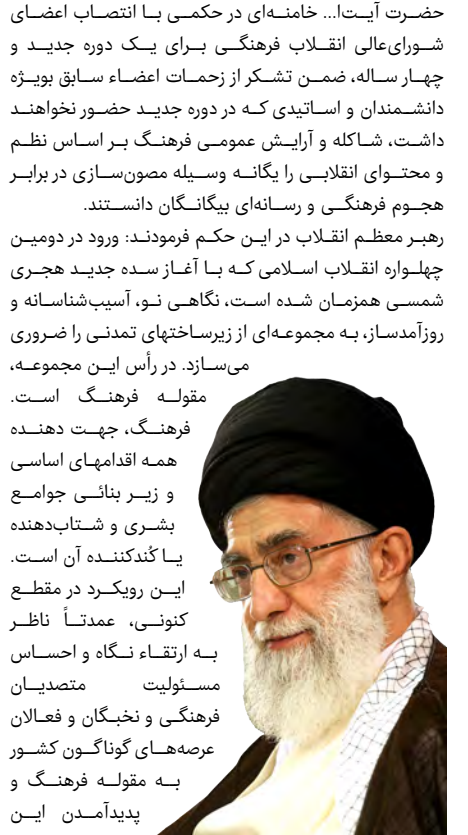 حضرت آیت‌ا... خامنه‌ای در حکمی با انتصاب اعضای
شورای‌عالی انقلاب فرهنگی برای یک دوره جدید و
چهار ساله، ضمن تشکر از زحمات اعضاء سابق بویژه
دانشمندان و اساتیدی که در دوره جدید حضور نخواهند
داشت، شاکله و آرایش عمومی فرهنگ بر اساس نظم
و محتوای انقلابی را یگانه وسیله مصون‌سازی در برابر
هجوم فرهنگی و رسانه‌ای بیگانگان دانستند.
رهبر معظم انقلاب در این حکم فرمودند: ورود در دومین
چهلواره انقلاب اسلامی که با آغاز سده جدید هجری
شمسی همزمان شده است، نگاهی نو، آسیب‌شناسانه و
روزآمدساز، به مجموعه‌ای از زیرساختهای تمدنی را ضروری
می‌سازد. در رأس این مجموعه،
مقوله فرهنگ است.
فرهنگ، جهت دهنده
همه اقدامهای اساسی
و زیر بنائی جوامع
بشری و شتاب‌دهنده
یا کُندکننده آن است.
این رویکرد در مقطع
کنونی، عمدتاً ناظر
به ارتقاء نگاه و احساس
مسئولیت متصدیان
فرهنگی و نخبگان و فعالان
عرصه‌های گوناگون کشور
به مقوله فرهنگ و
پدیدآمدن این